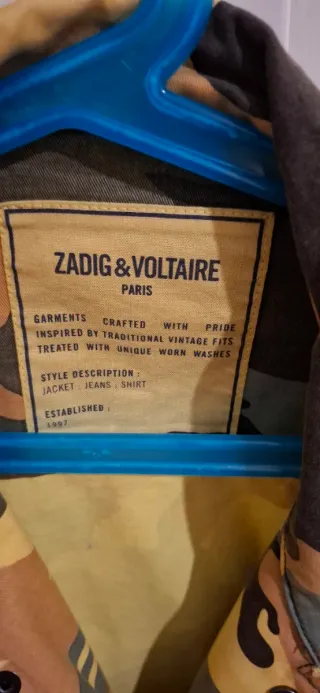 ZADIG&VOLTAIRE
PARIS
GARMENTS CRAFTED WITH PRIDE
INSPIRED BY TRADITIONAL VINTAGE FITS
TREATED WITH UNIQUE WORN WASHES
STYLE DESCRIPTION :
JACKET . JEANS . SHIRT
ESTABLISHED :
1997